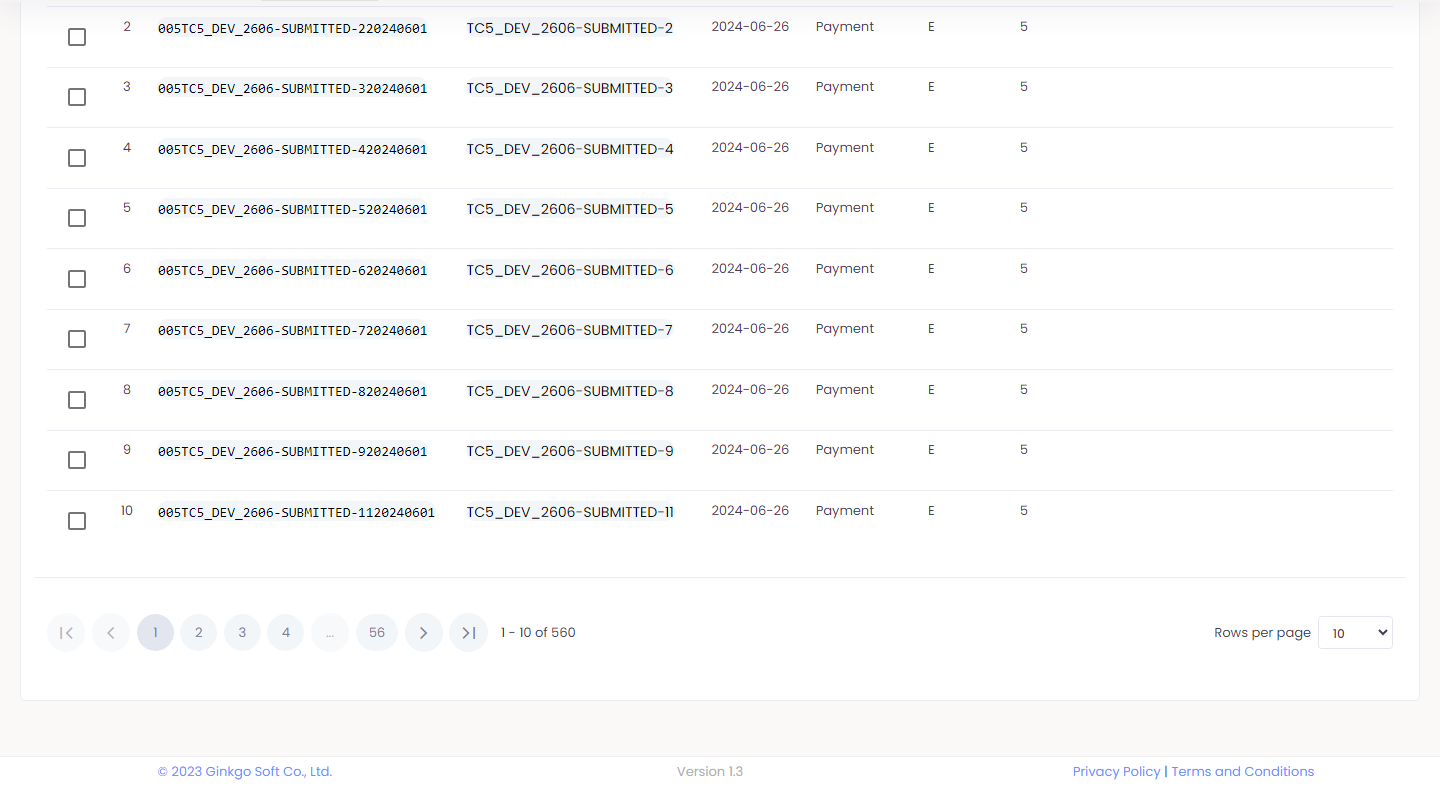 2 005TC5_DEV_2606-SUBMITTED-220240601 TC5_DEV_2606-SUBMITTED-2 2024-06-26 Payment E 5
3 005TC5_DEV_2606-SUBMITTED-320240601 TC5_DEV_2606-SUBMITTED-3 2024-06-26 Payment E 5
4 005TC5_DEV_2606-SUBMITTED-420240601 TC5_DEV_2606-SUBMITTED-4 2024-06-26 Payment E 5
5 005TC5_DEV_2606-SUBMITTED-520240601 TC5_DEV_2606-SUBMITTED-5 2024-06-26 Payment E 5
6 005TC5_DEV_2606-SUBMITTED-620240601 TC5_DEV_2606-SUBMITTED-6 2024-06-26 Payment E 5
7 005TC5_DEV_2606-SUBMITTED-720240601 TC5_DEV_2606-SUBMITTED-7 2024-06-26 Payment E 5
8 005TC5_DEV_2606-SUBMITTED-820240601 TC5_DEV_2606-SUBMITTED-8 2024-06-26 Payment E 5
9 005TC5_DEV_2606-SUBMITTED-920240601 TC5_DEV_2606-SUBMITTED-9 2024-06-26 Payment E 5
10 005TC5_DEV_2606-SUBMITTED-1120240601 TC5_DEV_2606-SUBMITTED-11 2024-06-26 Payment E 5
1 2 3 4 ... 56 1 - 10 of 560 Rows per page 10
© 2023 Ginkgo Soft Co., Ltd. Version 1.3 Privacy Policy | Terms and Conditions